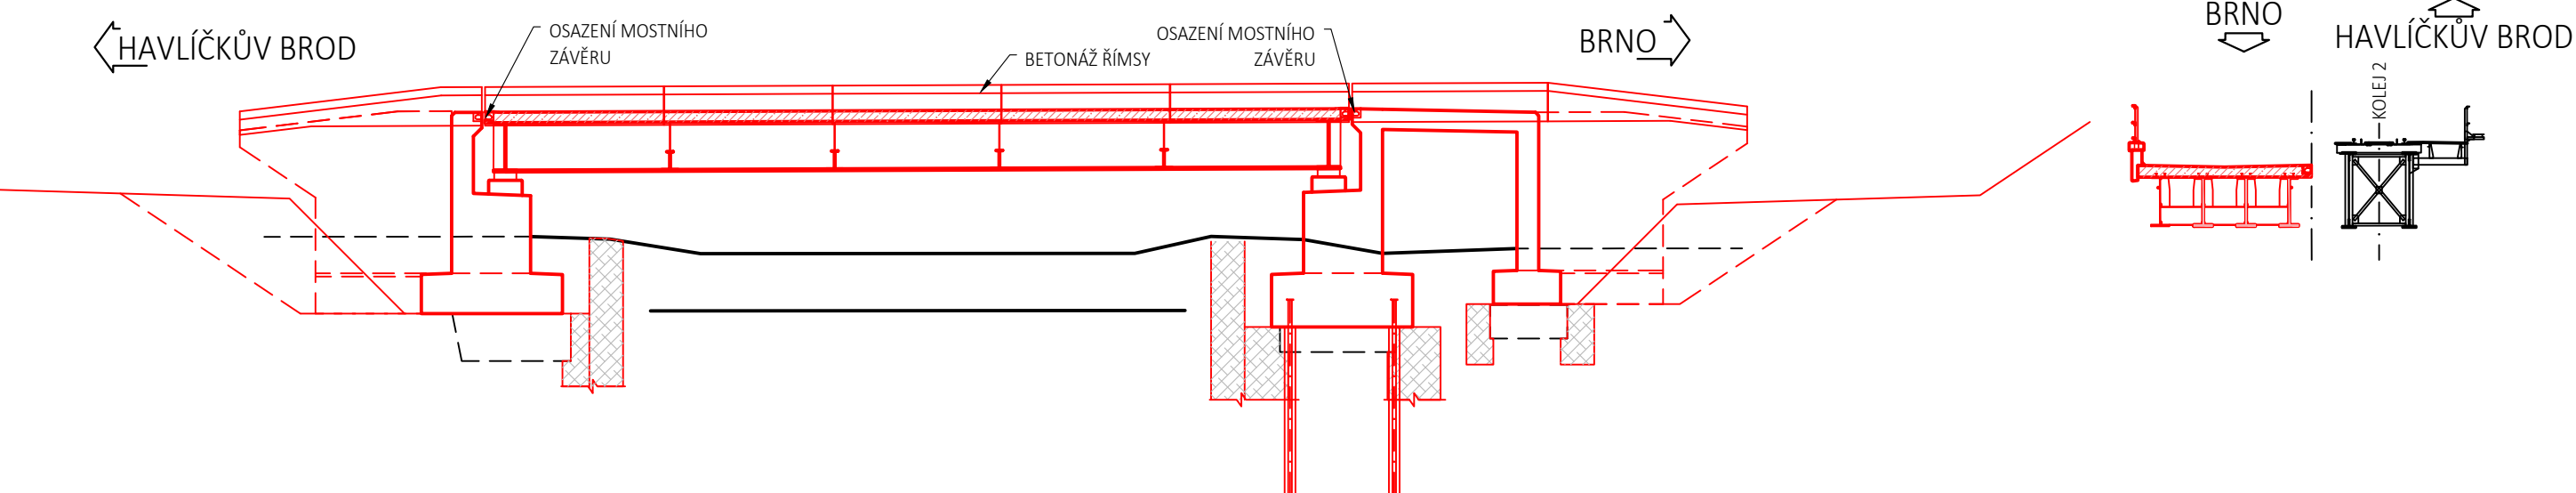 HAVLÍČKŮV BROD
OSAZENÍ MOSTNÍHO
ZÁVĚRU
BETONÁŽ ŘÍMSY
OSAZENÍ MOSTNÍHO
ZÁVĚRU
BRNO
BRNO
HAVLÍČKŮV BROD
KOLEJ 2